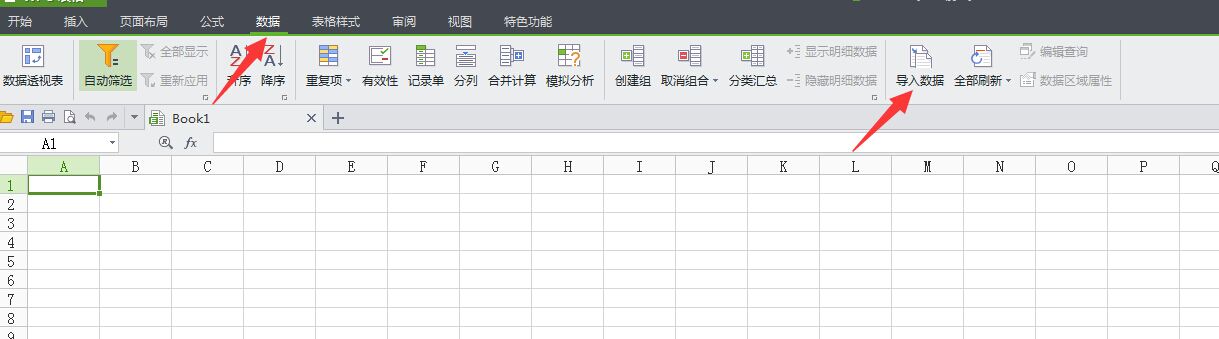 开始 插入 页面布局 公式 数据 表格样式 审阅 视图 特色功能
全部显示 显示明细数据 编辑查询
数据透视表 自动筛选 重新应用 升序 降序 重复项 有效性 记录单 分列 合并计算 模拟分析 创建组 取消组合 分类汇总 隐藏明细数据 导入数据 全部刷新 数据区域属性
Book1
A1 fx
A B C D E F G H I J K L M N O P Q
1
2
3
4
5
6
7
8
9